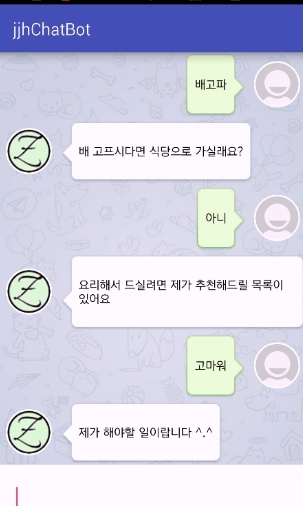 jjhChatBot
배고파
배 고프시다면 식당으로 가실래요?
아니
요리해서 드실려면 제가 추천해드릴 목록이
있어요
고마워
제가 해야할 일이랍니다 ^.^